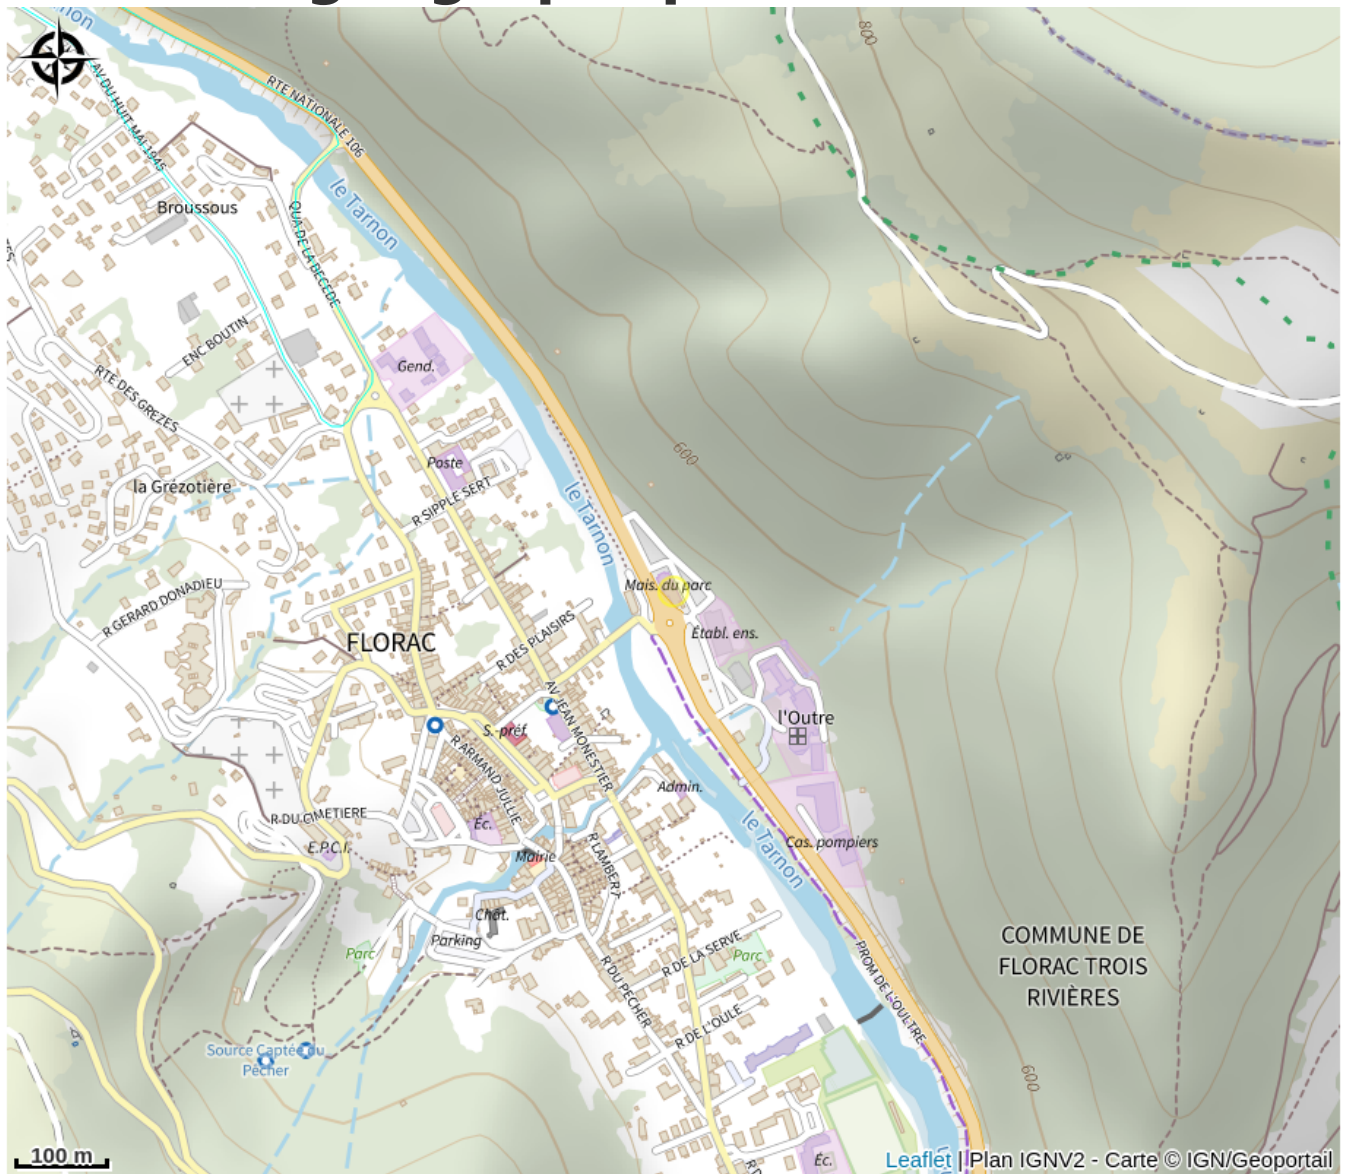 800
AV DU HUIT MAI 1945
RTE NATIONALE 106
le Tarnon
Broussous
QUA DE LA BECEDE
ENC BOUTIN
Gend.
RTE DES GREZES
600
Poste
la Grézotière
R SIPPLE SERT
le Tarnon
Mais. du parc
R GERARD DONADIEU
Établ. ens.
FLORAC
R DES PLAISIRS
AV JEAN MONESTIER
l'Outre
S.-préf.
R ARMAND JULLIE
Admin.
R DU CIMETIERE
Éc.
le Tarnon
Cas. pompiers
E.P.C.I.
Mairie
R LAMBERT
Chât.
Parking
COMMUNE DE
FLORAC TROIS
RIVIÈRES
Parc
R DE LA SERVE
Parc
PROM DE L'OULTRE
R DU PECHER
R DE L'OULE
Source Captée du
Pêcher
600
100 m
Éc.
Leaflet | Plan IGNV2 - Carte © IGN/Geoportail